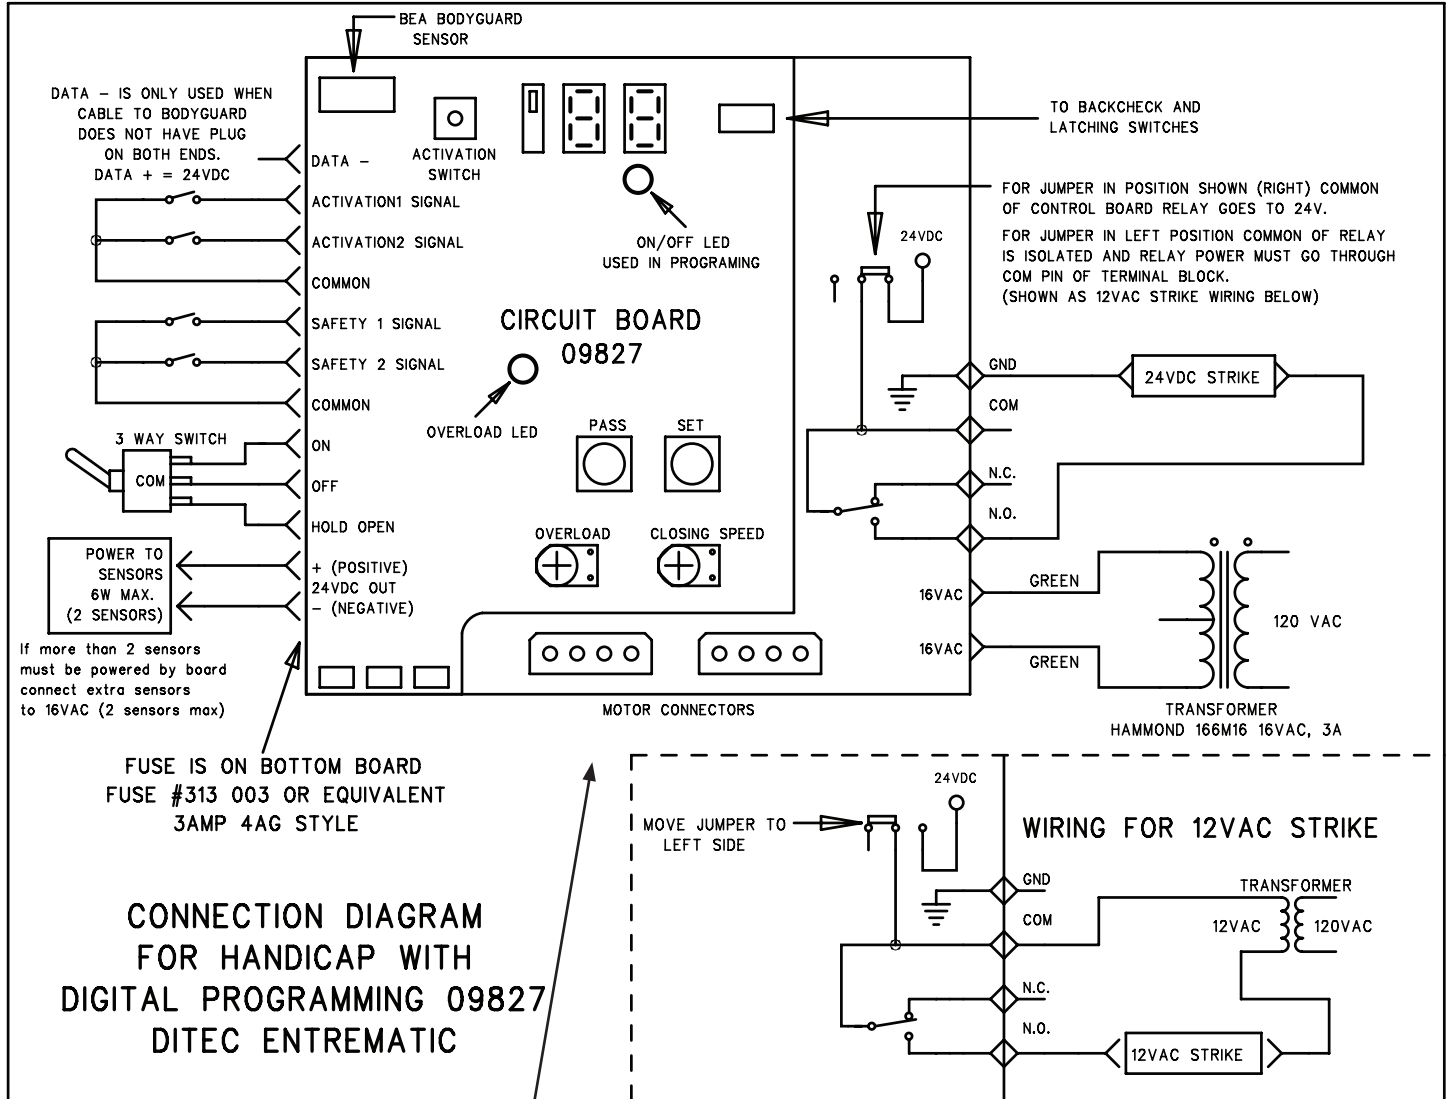 BEA BODYGUARD
SENSOR
DATA - IS ONLY USED WHEN
CABLE TO BODYGUARD
DOES NOT HAVE PLUG
ON BOTH ENDS.
DATA + = 24VDC
DATA -
ACTIVATION1 SIGNAL
ACTIVATION2 SIGNAL
COMMON
SAFETY 1 SIGNAL
SAFETY 2 SIGNAL
COMMON
ON
OFF
HOLD OPEN
+ (POSITIVE)
24VDC OUT
- (NEGATIVE)
3 WAY SWITCH
COM
POWER TO
SENSORS
6W MAX.
(2 SENSORS)
If more than 2 sensors
must be powered by board
connect extra sensors
to 16VAC (2 sensors max)
ACTIVATION
SWITCH
ON/OFF LED
USED IN PROGRAMING
CIRCUIT BOARD
09827
OVERLOAD LED
PASS
SET
OVERLOAD
CLOSING SPEED
MOTOR CONNECTORS
TO BACKCHECK AND
LATCHING SWITCHES
FOR JUMPER IN POSITION SHOWN (RIGHT) COMMON
OF CONTROL BOARD RELAY GOES TO 24V.
FOR JUMPER IN LEFT POSITION COMMON OF RELAY
IS ISOLATED AND RELAY POWER MUST GO THROUGH
COM PIN OF TERMINAL BLOCK.
(SHOWN AS 12VAC STRIKE WIRING BELOW)
24VDC
GND
COM
N.C.
N.O.
24VDC STRIKE
16VAC
16VAC
GREEN
GREEN
120 VAC
TRANSFORMER
HAMMOND 166M16 16VAC, 3A
FUSE IS ON BOTTOM BOARD
FUSE #313 003 OR EQUIVALENT
3AMP 4AG STYLE
CONNECTION DIAGRAM
FOR HANDICAP WITH
DIGITAL PROGRAMMING 09827
DITEC ENTREMATIC
MOVE JUMPER TO
LEFT SIDE
24VDC
WIRING FOR 12VAC STRIKE
GND
COM
N.C.
N.O.
TRANSFORMER
12VAC
120VAC
12VAC STRIKE